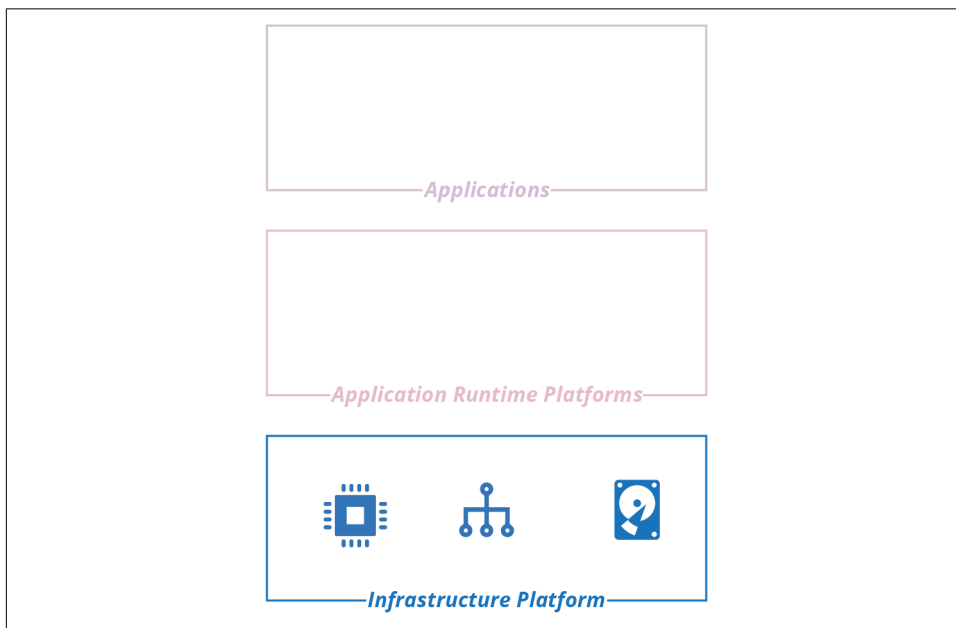 Applications
Application Runtime Platforms
Infrastructure Platform